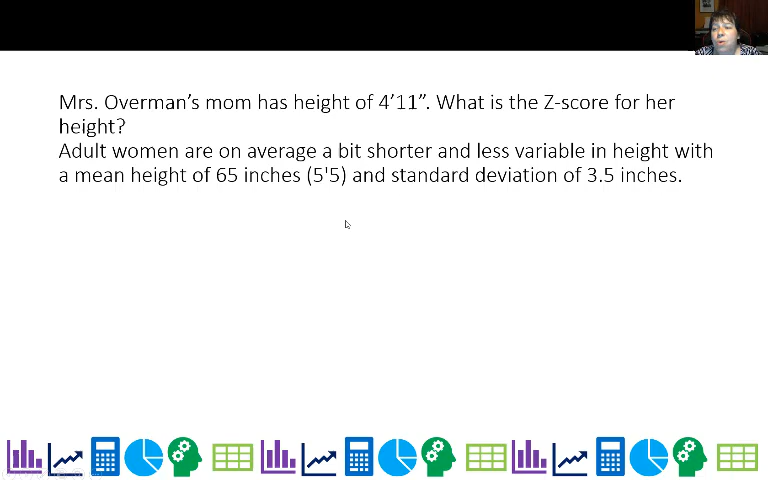 Mrs. Overman’s mom has height of 4’11”. What is the Z-score for her
height?
Adult women are on average a bit shorter and less variable in height with
a mean height of 65 inches (5'5) and standard deviation of 3.5 inches.